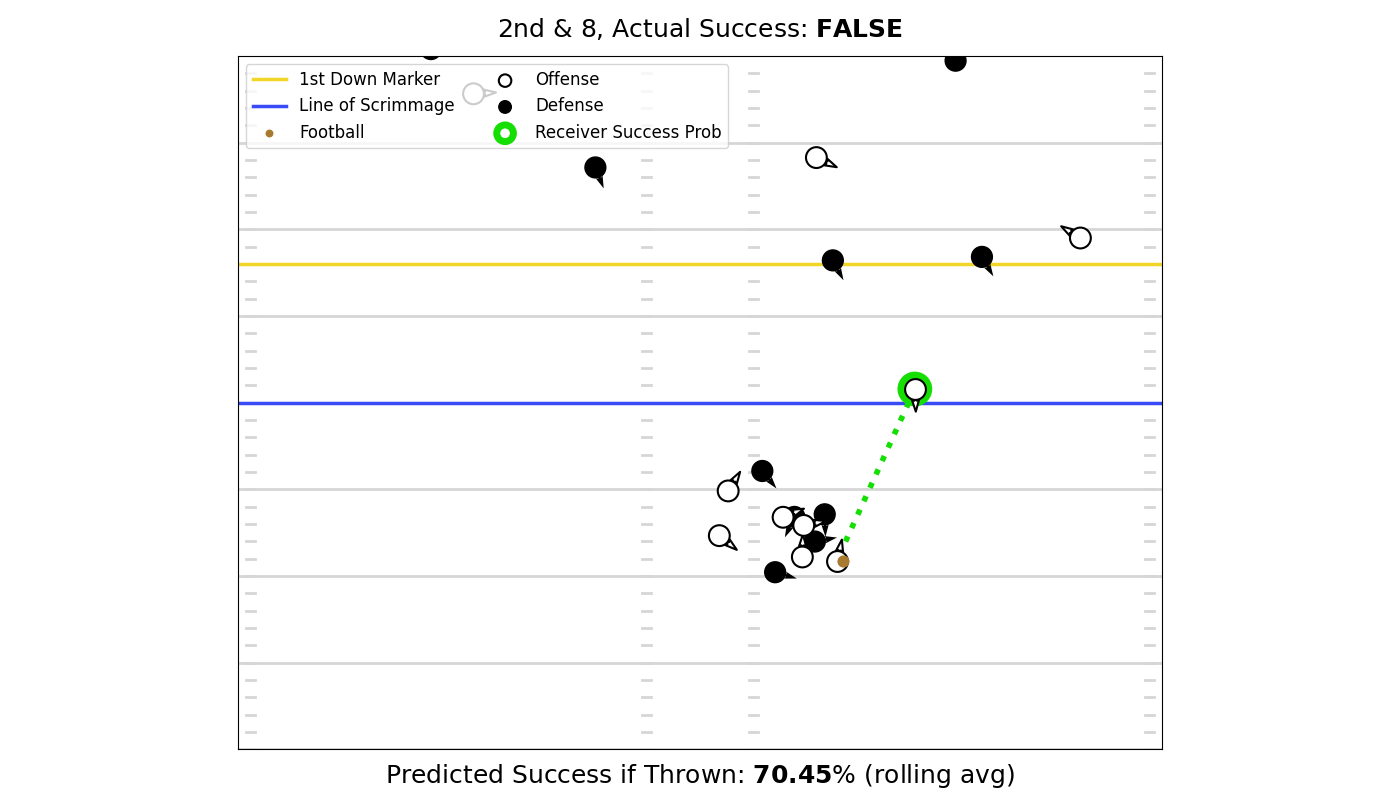 2nd & 8, Actual Success: FALSE
1st Down Marker
Line of Scrimmage
Football
Offense
Defense
Receiver Success Prob
Predicted Success if Thrown: 70.45% (rolling avg)